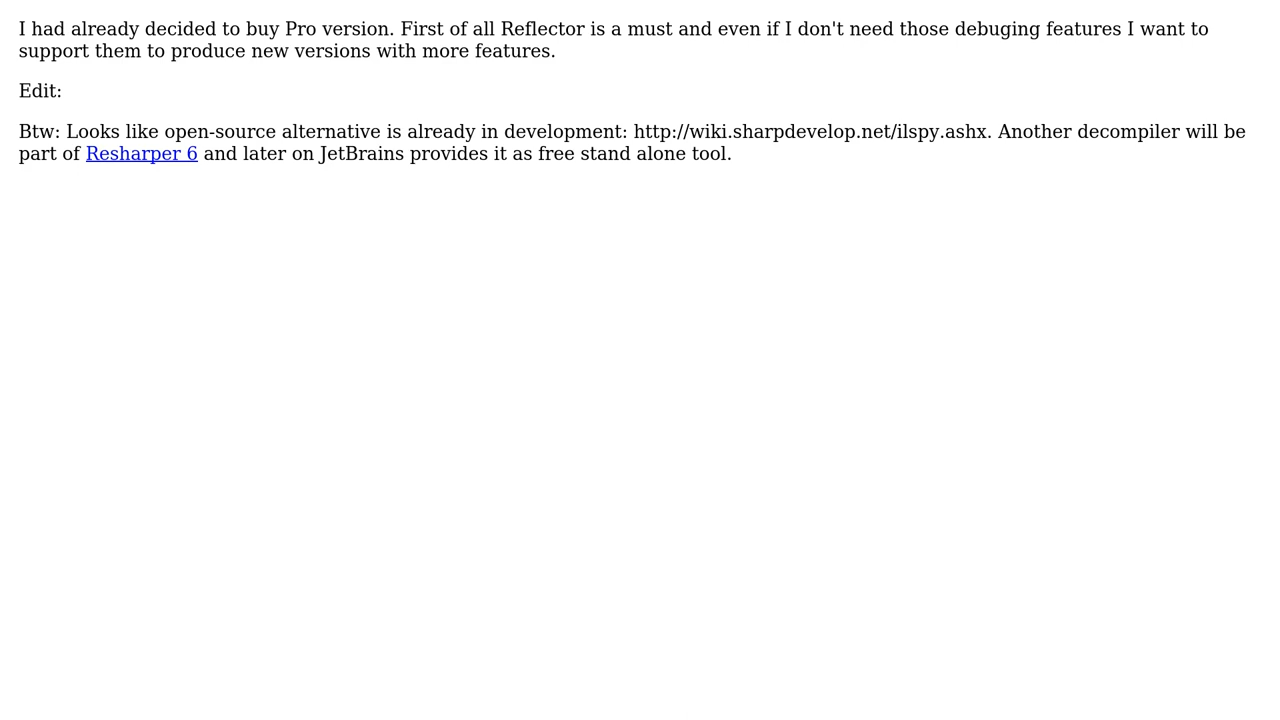 I had already decided to buy Pro version. First of all Reflector is a must and even if I don't need those debuging features I want to
support them to produce new versions with more features.
Edit:
Btw: Looks like open-source alternative is already in development: http://wiki.sharpdevelop.net/ilspy.ashx. Another decompiler will be
part of Resharper 6 and later on JetBrains provides it as free stand alone tool.